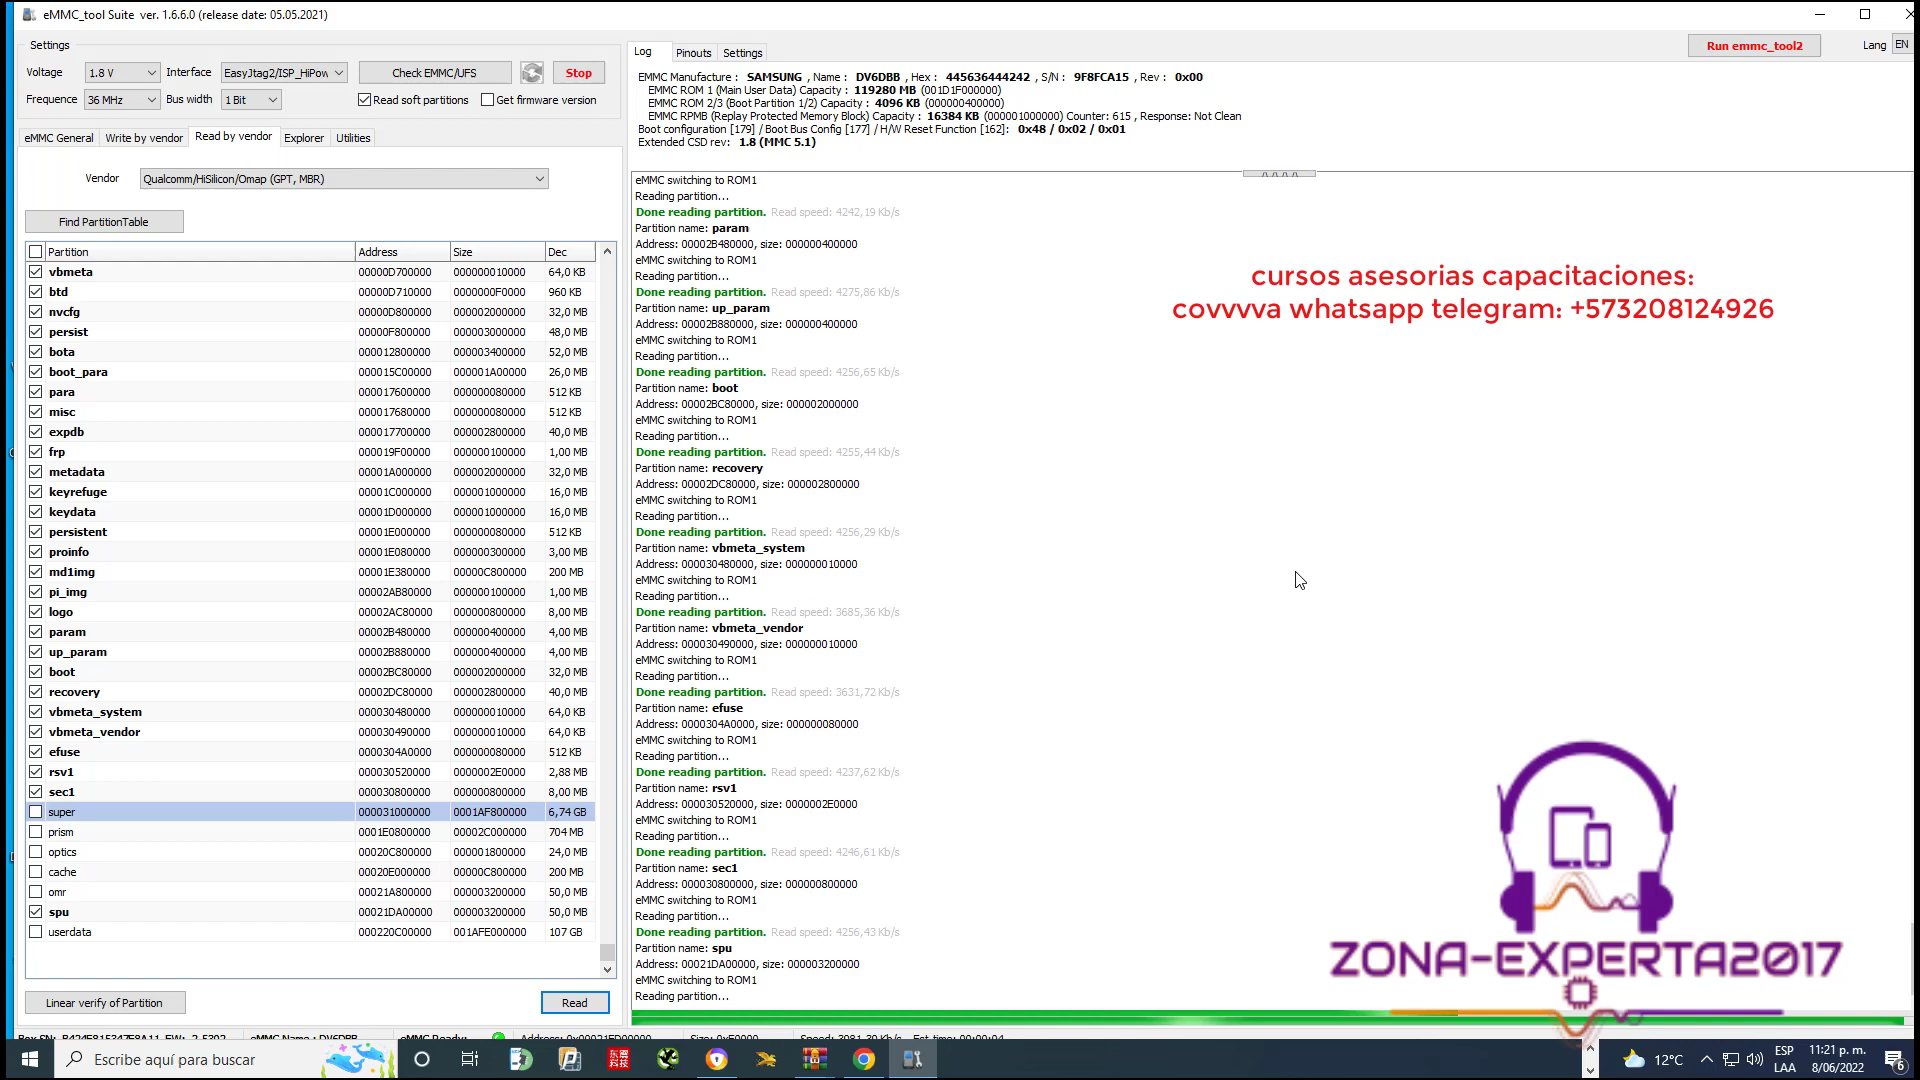 eMMC_tool Suite ver. 1.6.6.0 (release date: 05.05.2021)
Settings
Voltage 1.8 V Interface EasyJtag2/ISP_HiPow Check EMMC/UFS Stop
Frequency 36 MHz Bus width 1 Bit Read soft partitions Get firmware version
eMMC General Write by vendor Read by vendor Explorer Utilities
Vendor Qualcomm/HiSilicon/Omap (GPT, MBR)
Find PartitionTable
Partition Address Size Dec
vbmeta 00000D700000 000000010000 64,0 KB
btd 00000D710000 0000000F0000 960 KB
nvcfg 00000D800000 000002000000 32,0 MB
persist 00000F800000 000003000000 48,0 MB
bota 000012800000 000003400000 52,0 MB
boot_para 000015C00000 000001A00000 26,0 MB
para 000017600000 000000080000 512 KB
misc 000017680000 000000080000 512 KB
expdb 000017700000 000002800000 40,0 MB
frp 000019F00000 000000100000 1,00 MB
metadata 00001A000000 000002000000 32,0 MB
keyrefuge 00001C000000 000001000000 16,0 MB
keydata 00001D000000 000001000000 16,0 MB
persistent 00001E000000 000000080000 512 KB
proinfo 00001E080000 000000300000 3,00 MB
md1img 00001E380000 00000C800000 200 MB
pi_img 00002AB80000 000000100000 1,00 MB
logo 00002AC80000 000000800000 8,00 MB
param 00002B480000 000000400000 4,00 MB
up_param 00002B880000 000000400000 4,00 MB
boot 00002BC80000 000002000000 32,0 MB
recovery 00002DC80000 000002800000 40,0 MB
vbmeta_system 000030480000 000000010000 64,0 KB
vbmeta_vendor 000030490000 000000010000 64,0 KB
efuse 0000304A0000 000000080000 512 KB
rsv1 000030520000 0000002E0000 2,88 MB
sec1 000030800000 000000800000 8,00 MB
super 000031000000 0001AF800000 6,74 GB
prism 0001E0800000 00002C000000 704 MB
optics 00020C800000 000001800000 24,0 MB
cache 00020E000000 00000C800000 200 MB
omr 00021A800000 000003200000 50,0 MB
spu 00021DA00000 000003200000 50,0 MB
userdata 000220C00000 001AFE000000 107 GB
Linear verify of Partition Read
Log Pinouts Settings
Run emmc_tool2 Lang EN
EMMC Manufacture : SAMSUNG , Name : DV6DBB , Hex : 445636444242 , S/N : 9F8FCA15 , Rev : 0x00
EMMC ROM 1 (Main User Data) Capacity : 119280 MB (001D1F000000)
EMMC ROM 2/3 (Boot Partition 1/2) Capacity : 4096 KB (000000400000)
EMMC RPMB (Replay Protected Memory Block) Capacity : 16384 KB (000001000000) Counter: 615 , Response: Not Clean
Boot configuration [179] / Boot Bus Config [177] / H/W Reset Function [162]: 0x48 / 0x02 / 0x01
Extended CSD rev: 1.8 (MMC 5.1)
eMMC switching to ROM1
Reading partition...
Done reading partition. Read speed: 4242,19 Kb/s
Partition name: param
Address: 00002B480000, size: 000000400000
eMMC switching to ROM1
Reading partition...
Done reading partition. Read speed: 4275,86 Kb/s
Partition name: up_param
Address: 00002B880000, size: 000000400000
eMMC switching to ROM1
Reading partition...
Done reading partition. Read speed: 4256,65 Kb/s
Partition name: boot
Address: 00002BC80000, size: 000002000000
eMMC switching to ROM1
Reading partition...
Done reading partition. Read speed: 4255,44 Kb/s
Partition name: recovery
Address: 00002DC80000, size: 000002800000
eMMC switching to ROM1
Reading partition...
Done reading partition. Read speed: 4256,29 Kb/s
Partition name: vbmeta_system
Address: 000030480000, size: 000000010000
eMMC switching to ROM1
Reading partition...
Done reading partition. Read speed: 3685,36 Kb/s
Partition name: vbmeta_vendor
Address: 000030490000, size: 000000010000
eMMC switching to ROM1
Reading partition...
Done reading partition. Read speed: 3631,72 Kb/s
Partition name: efuse
Address: 0000304A0000, size: 000000080000
eMMC switching to ROM1
Reading partition...
Done reading partition. Read speed: 4237,62 Kb/s
Partition name: rsv1
Address: 000030520000, size: 0000002E0000
eMMC switching to ROM1
Reading partition...
Done reading partition. Read speed: 4246,61 Kb/s
Partition name: sec1
Address: 000030800000, size: 000000800000
eMMC switching to ROM1
Reading partition...
Done reading partition. Read speed: 4256,43 Kb/s
Partition name: spu
Address: 00021DA00000, size: 000003200000
eMMC switching to ROM1
Reading partition...
cursos asesorias capacitaciones:
covvvva whatsapp telegram: +573208124926
ZONA-EXPERTA2017
Escribe aquí para buscar
12°C
ESP
LAA
11:21 p. m.
8/06/2022
6